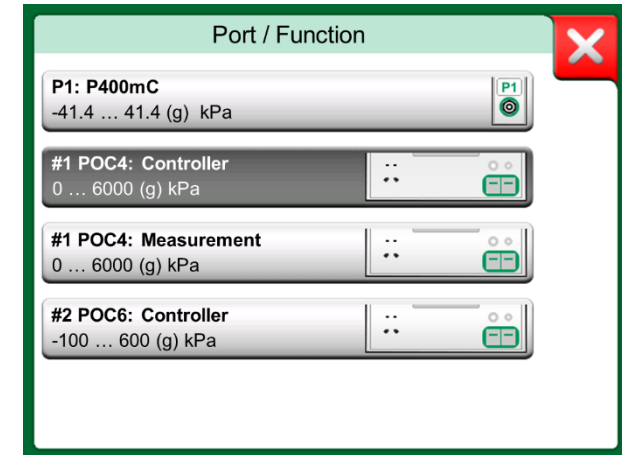 Port / Function
P1: P400mC
P1
-41.4 … 41.4 (g) kPa
#1 POC4: Controller
0 … 6000 (g) kPa
#1 POC4: Measurement
0 … 6000 (g) kPa
#2 POC6: Controller
-100 … 600 (g) kPa